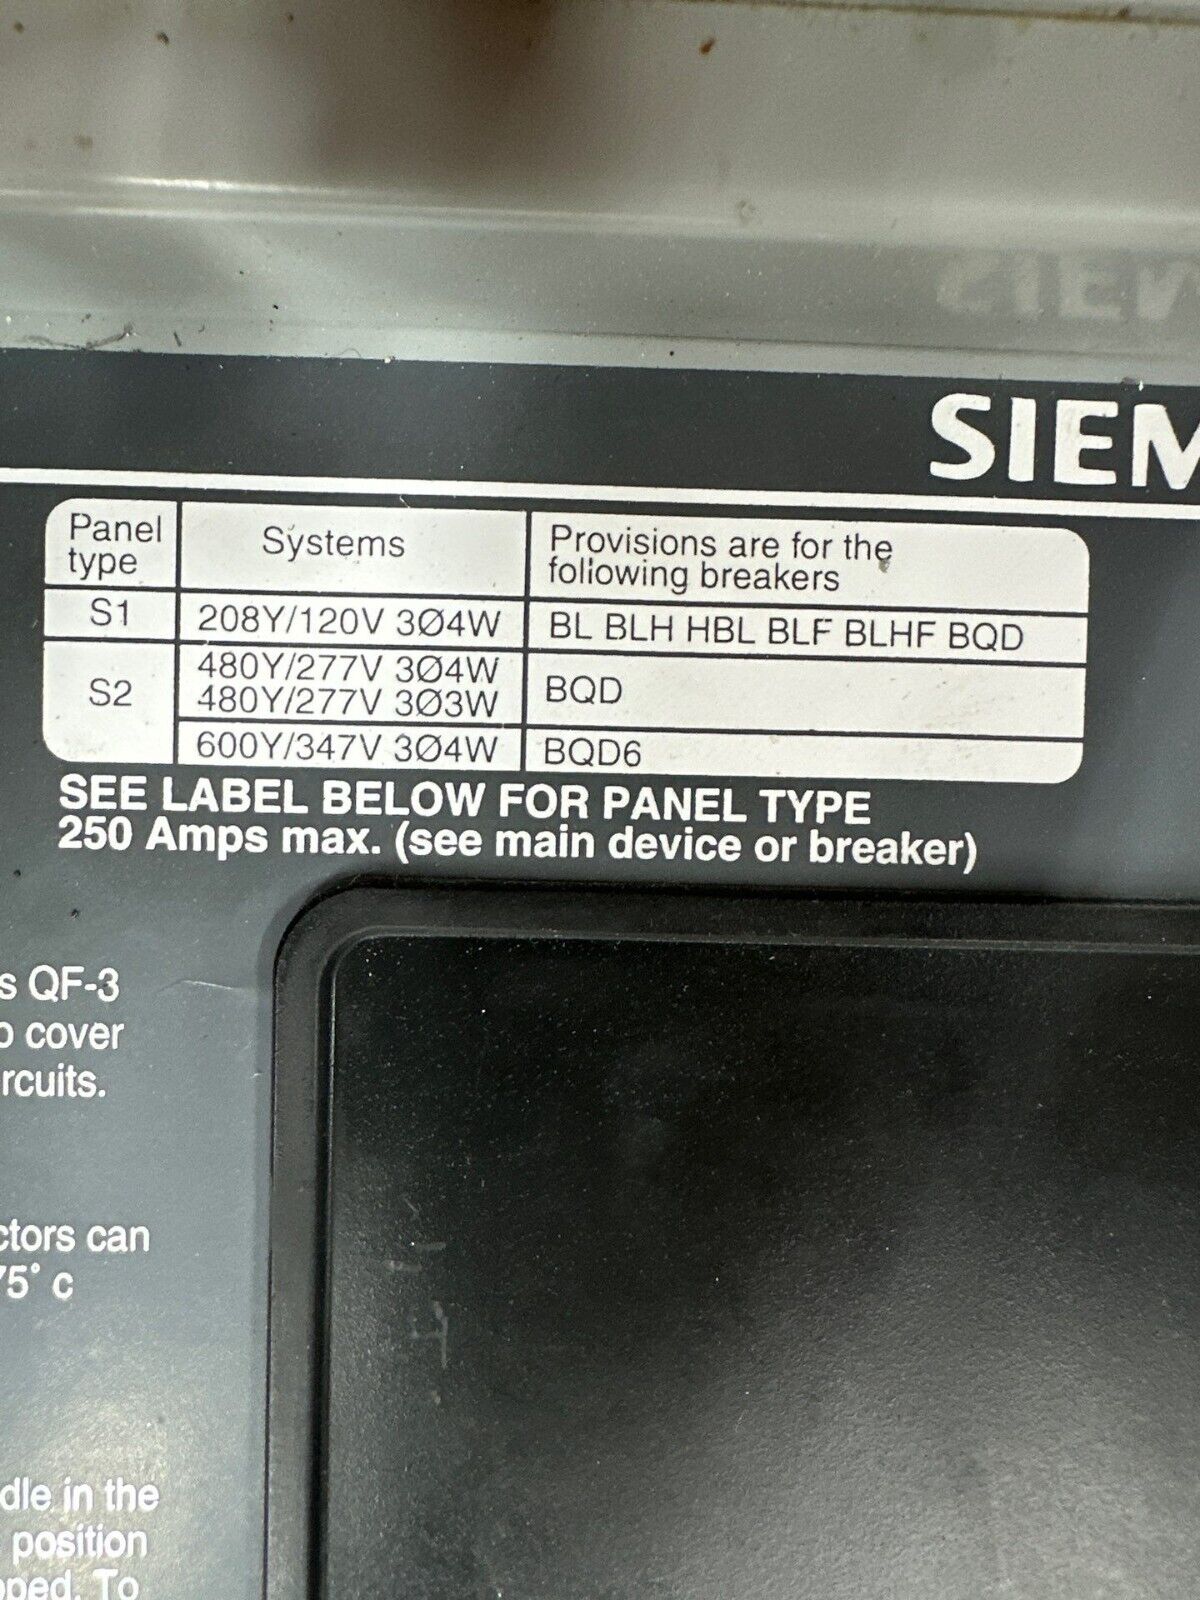 SIEM
Panel type Systems Provisions are for the following breakers
S1 208Y/120V 3Ø4W BL BLH HBL BLF BLHF BQD
S2 480Y/277V 3Ø4W BQD
480Y/277V 3Ø3W
600Y/347V 3Ø4W BQD6
SEE LABEL BELOW FOR PANEL TYPE
250 Amps max. (see main device or breaker)
s QF-3
o cover
rcuits.
ctors can
75° c
dle in the
position
pped. To